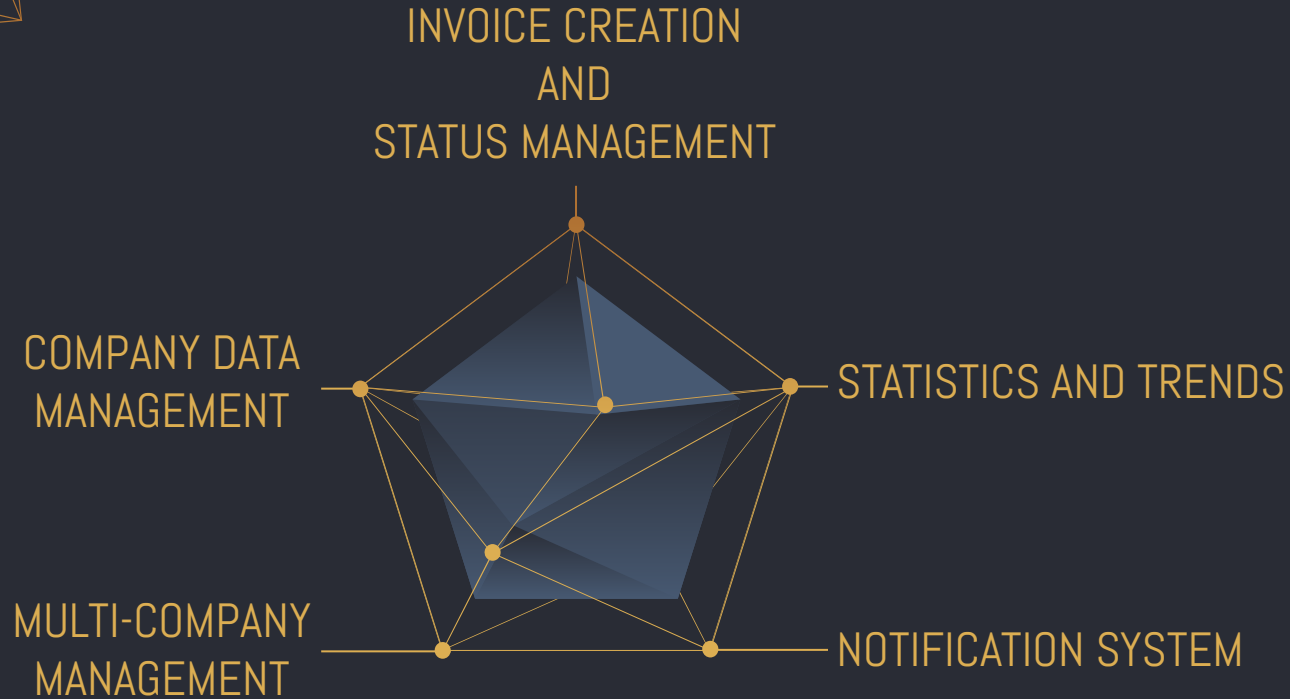 INVOICE CREATION
AND
STATUS MANAGEMENT
COMPANY DATA
MANAGEMENT
STATISTICS AND TRENDS
MULTI-COMPANY
MANAGEMENT
NOTIFICATION SYSTEM